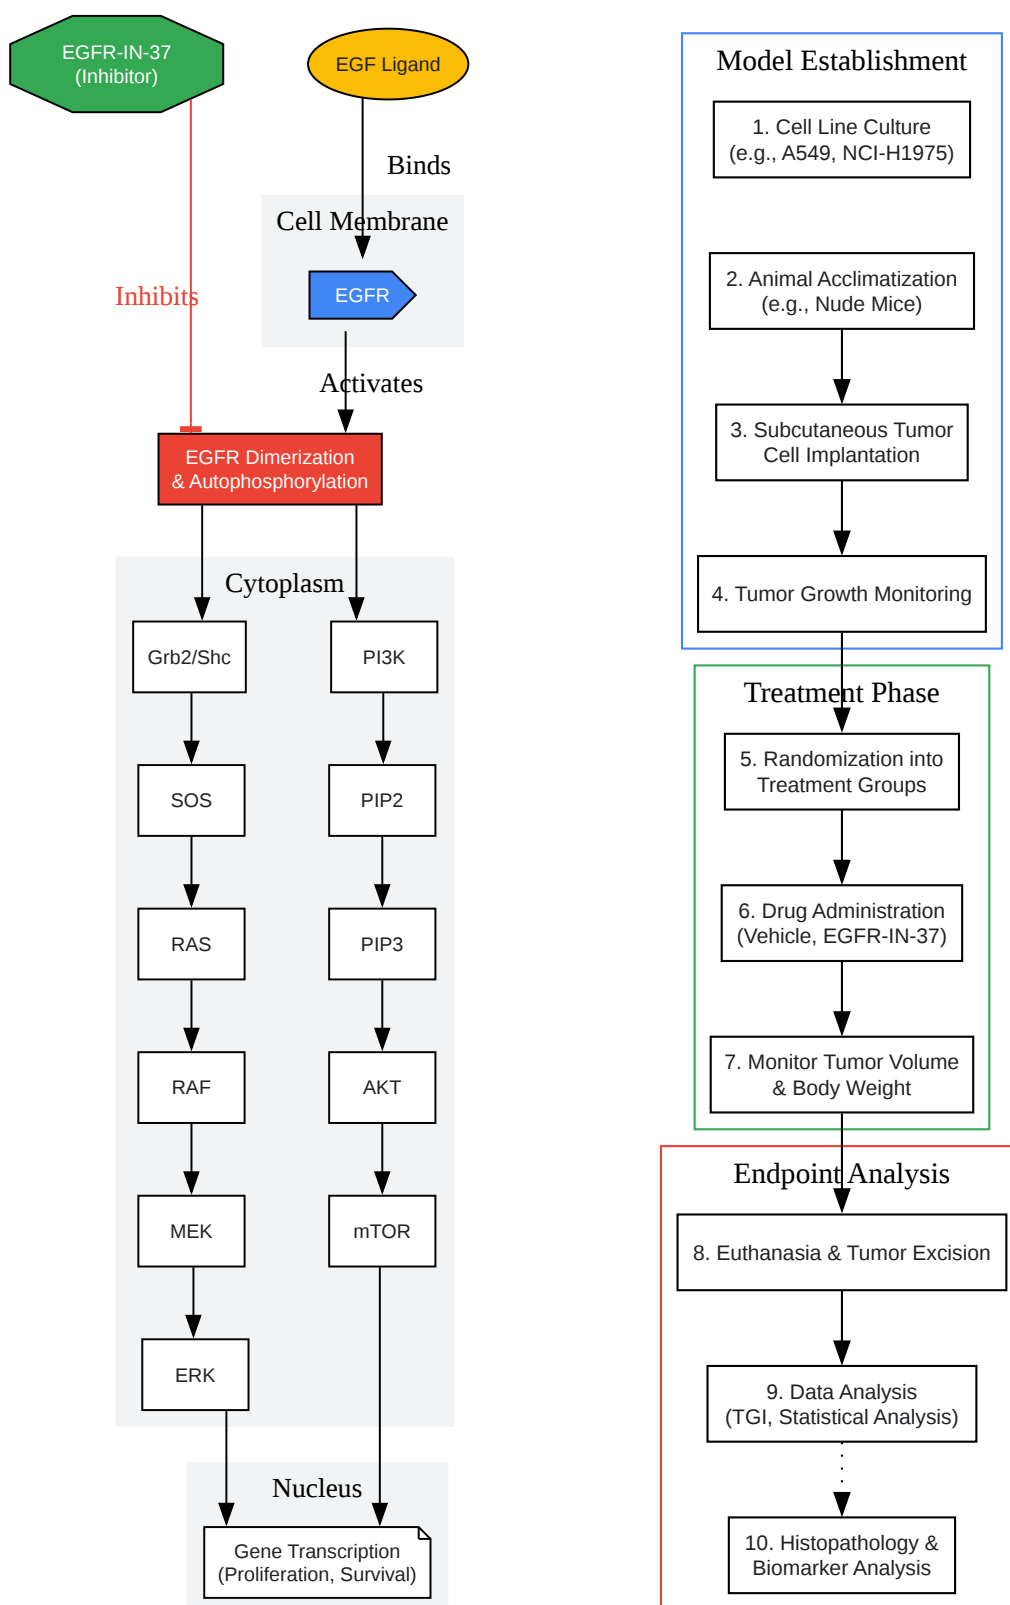 EGFR-IN-37
(Inhibitor)
EGF Ligand
Binds
Cell Membrane
EGFR
Inhibits
Activates
EGFR Dimerization
& Autophosphorylation
Cytoplasm
Grb2/Shc
PI3K
SOS
PIP2
RAS
PIP3
RAF
AKT
MEK
mTOR
ERK
Nucleus
Gene Transcription
(Proliferation, Survival)
Model Establishment
1. Cell Line Culture
(e.g., A549, NCI-H1975)
2. Animal Acclimatization
(e.g., Nude Mice)
3. Subcutaneous Tumor
Cell Implantation
4. Tumor Growth Monitoring
Treatment Phase
5. Randomization into
Treatment Groups
6. Drug Administration
(Vehicle, EGFR-IN-37)
7. Monitor Tumor Volume
& Body Weight
Endpoint Analysis
8. Euthanasia & Tumor Excision
9. Data Analysis
(TGI, Statistical Analysis)
10. Histopathology &
Biomarker Analysis